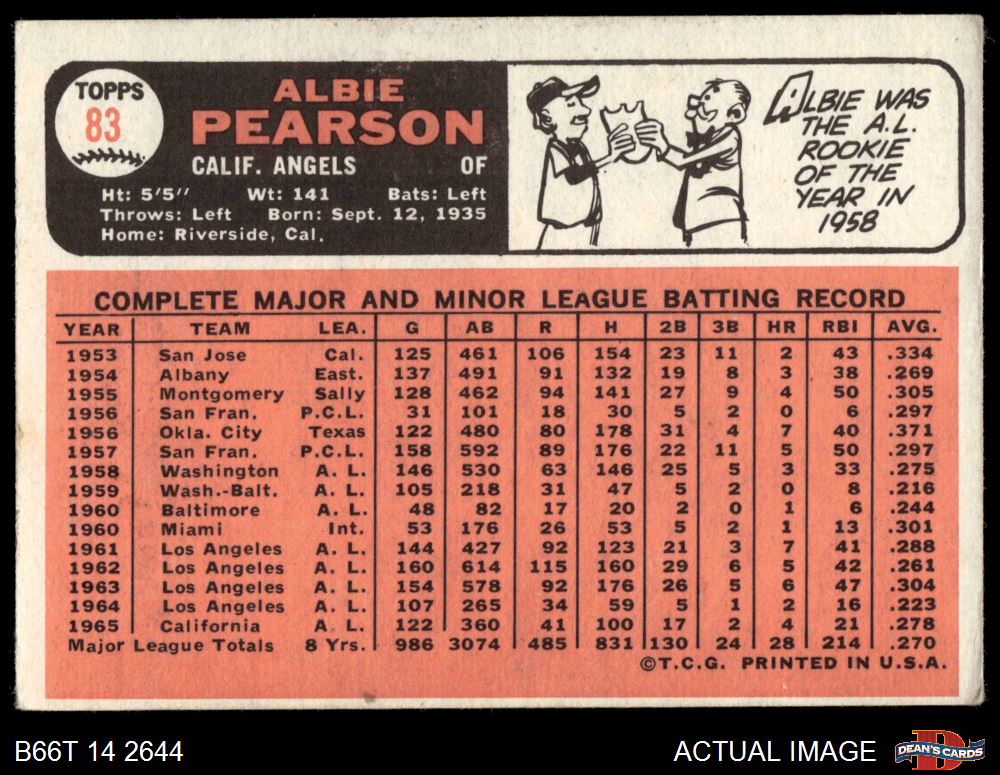 TOPPS
83
ALBIE
PEARSON
CALIF. ANGELS OF
Ht: 5'5" Wt: 141 Bats: Left
Throws: Left Born: Sept. 12, 1935
Home: Riverside, Cal.
ALBIE WAS
THE A.L.
ROOKIE
OF THE
YEAR IN
1958
COMPLETE MAJOR AND MINOR LEAGUE BATTING RECORD
YEAR TEAM LEA. G AB R H 2B 3B HR RBI AVG.
1953 San Jose Cal. 125 461 106 154 23 11 2 43 .334
1954 Albany East. 137 491 91 132 19 8 3 38 .269
1955 Montgomery Sally 128 462 94 141 27 9 4 50 .305
1956 San Fran. P.C.L. 31 101 18 30 5 2 0 6 .297
1956 Okla. City Texas 122 480 80 178 31 4 7 40 .371
1957 San Fran. P.C.L. 158 592 89 176 22 11 5 50 .297
1958 Washington A. L. 146 530 63 146 25 5 3 33 .275
1959 Wash.-Balt. A. L. 105 218 31 47 5 2 0 8 .216
1960 Baltimore A. L. 48 82 17 20 2 0 1 6 .244
1960 Miami Int. 53 176 26 53 5 2 1 13 .301
1961 Los Angeles A. L. 144 427 92 123 21 3 7 41 .288
1962 Los Angeles A. L. 160 614 115 160 29 6 5 42 .261
1963 Los Angeles A. L. 154 578 92 176 26 5 6 47 .304
1964 Los Angeles A. L. 107 265 34 59 5 1 2 16 .223
1965 California A. L. 122 360 41 100 17 2 4 21 .278
Major League Totals 8 Yrs. 986 3074 485 831 130 24 28 214 .270
©T.C.G. PRINTED IN U.S.A.
B66T 14 2644 ACTUAL IMAGE DEAN'S CARDS